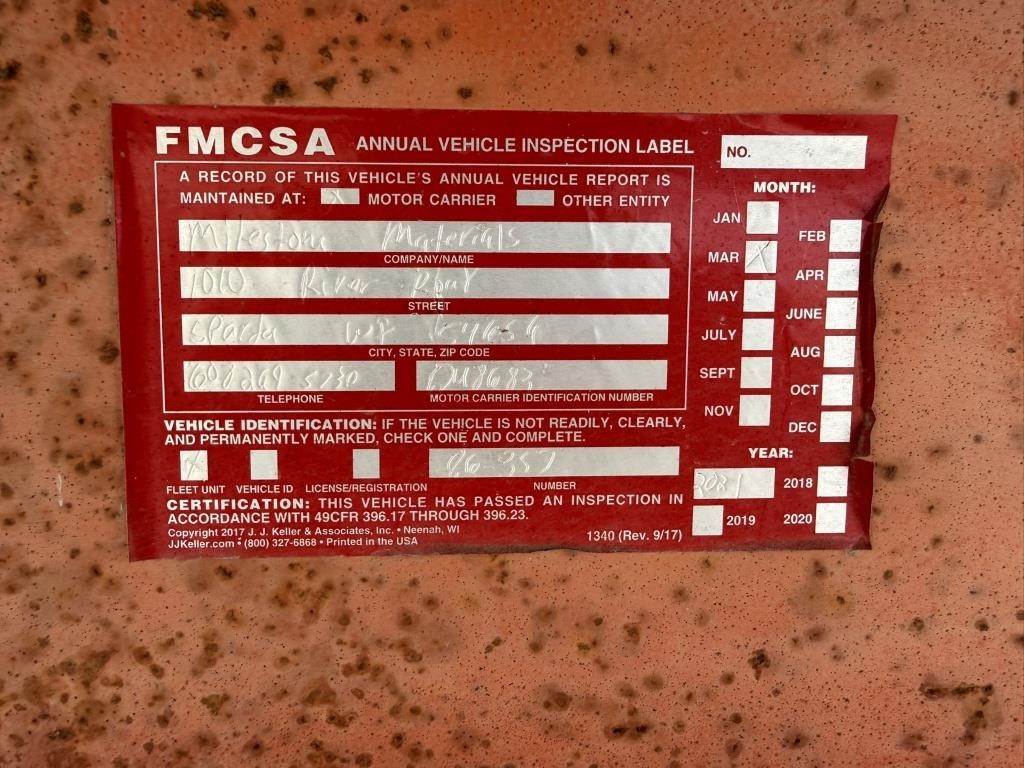 FMCSA ANNUAL VEHICLE INSPECTION LABEL
NO.
A RECORD OF THIS VEHICLE'S ANNUAL VEHICLE REPORT IS
MAINTAINED AT: X MOTOR CARRIER OTHER ENTITY
Milestone Materials
COMPANY/NAME
1010 River Road
STREET
Sparta WI
CITY, STATE, ZIP CODE
608 269 5130
TELEPHONE
MOTOR CARRIER IDENTIFICATION NUMBER
VEHICLE IDENTIFICATION: IF THE VEHICLE IS NOT READILY, CLEARLY,
AND PERMANENTLY MARKED, CHECK ONE AND COMPLETE.
X
FLEET UNIT VEHICLE ID LICENSE/REGISTRATION NUMBER
CERTIFICATION: THIS VEHICLE HAS PASSED AN INSPECTION IN
ACCORDANCE WITH 49CFR 396.17 THROUGH 396.23.
Copyright 2017 J. J. Keller & Associates, Inc. • Neenah, WI
JJKeller.com • (800) 327-6868 • Printed in the USA
1340 (Rev. 9/17)
MONTH:
JAN FEB
MAR X APR
MAY JUNE
JULY AUG
SEPT OCT
NOV DEC
YEAR:
2021 2018
2019 2020